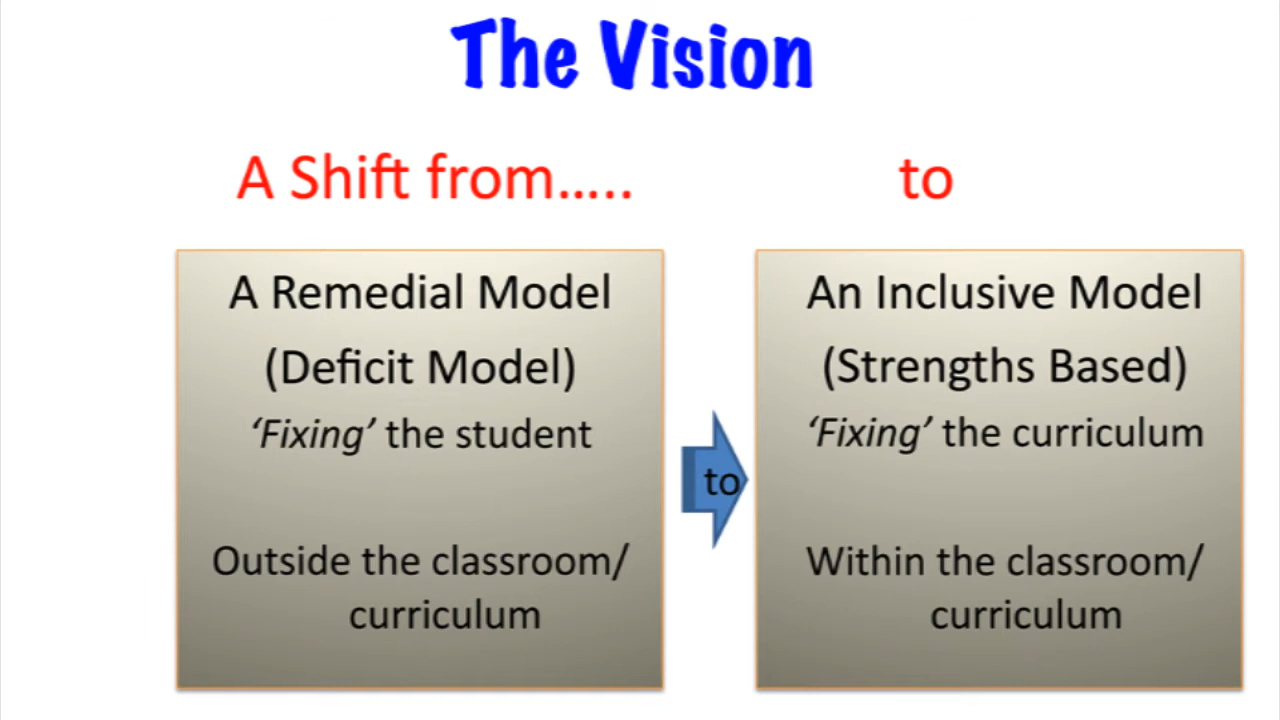 The Vision
A Shift from…..
to
A Remedial Model
(Deficit Model)
‘Fixing’ the student
Outside the classroom/
curriculum
to
An Inclusive Model
(Strengths Based)
‘Fixing’ the curriculum
Within the classroom/
curriculum